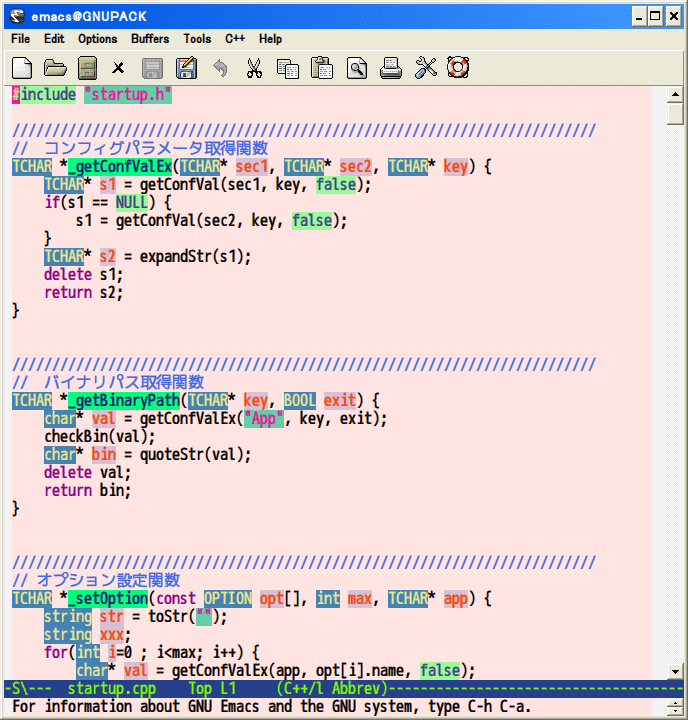 emacs@GNUPACK
File Edit Options Buffers Tools C++ Help
#include "startup.h"
/////////////////////////////////////////////////////////////////////////
//  コンフィグパラメータ取得関数
TCHAR *_getConfValEx(TCHAR* sec1, TCHAR* sec2, TCHAR* key) {
    TCHAR* s1 = getConfVal(sec1, key, false);
    if(s1 == NULL) {
        s1 = getConfVal(sec2, key, false);
    }
    TCHAR* s2 = expandStr(s1);
    delete s1;
    return s2;
}
/////////////////////////////////////////////////////////////////////////
//  バイナリパス取得関数
TCHAR *_getBinaryPath(TCHAR* key, BOOL exit) {
    char* val = getConfValEx("App", key, exit);
    checkBin(val);
    char* bin = quoteStr(val);
    delete val;
    return bin;
}
/////////////////////////////////////////////////////////////////////////
// オプション設定関数
TCHAR *_setOption(const OPTION opt[], int max, TCHAR* app) {
    string str = toStr("");
    string xxx;
    for(int i=0 ; i<max; i++) {
        char* val = getConfValEx(app, opt[i].name, false);
-S\---  startup.cpp    Top L1     (C++/l Abbrev)-------------------------------------
For information about GNU Emacs and the GNU system, type C-h C-a.